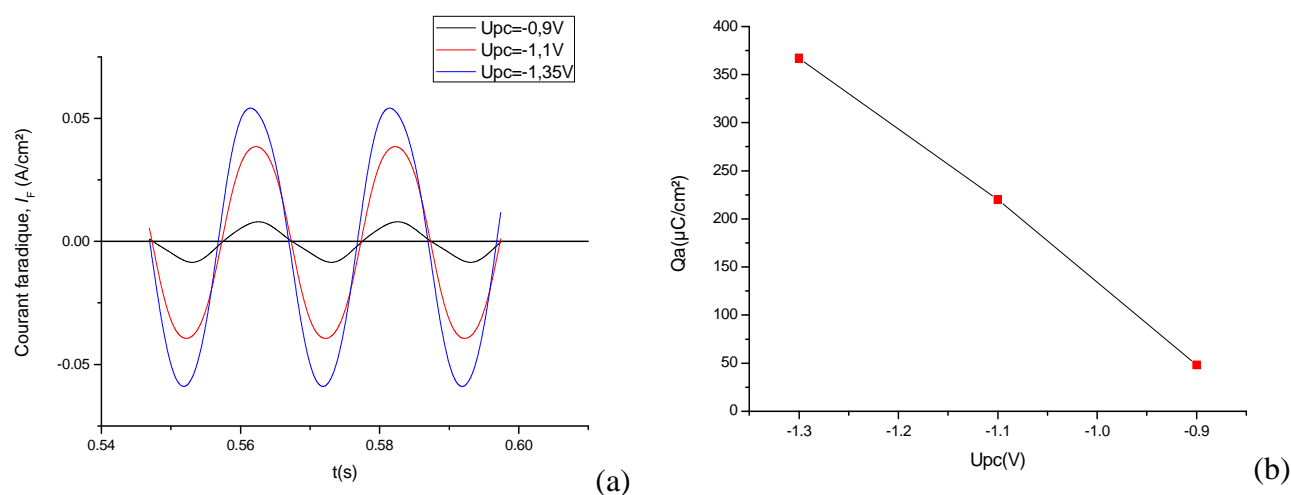 Upc=-0,9V
Upc=-1,1V
Upc=-1,35V
0.05
0.00
-0.05
Courant faradique, I_F (A/cm²)
0.54
0.56
0.58
0.60
t(s)
(a)
400
350
300
250
200
150
100
50
0
Qa(µC/cm²)
-1.3
-1.2
-1.1
-1.0
-0.9
Upc(V)
(b)